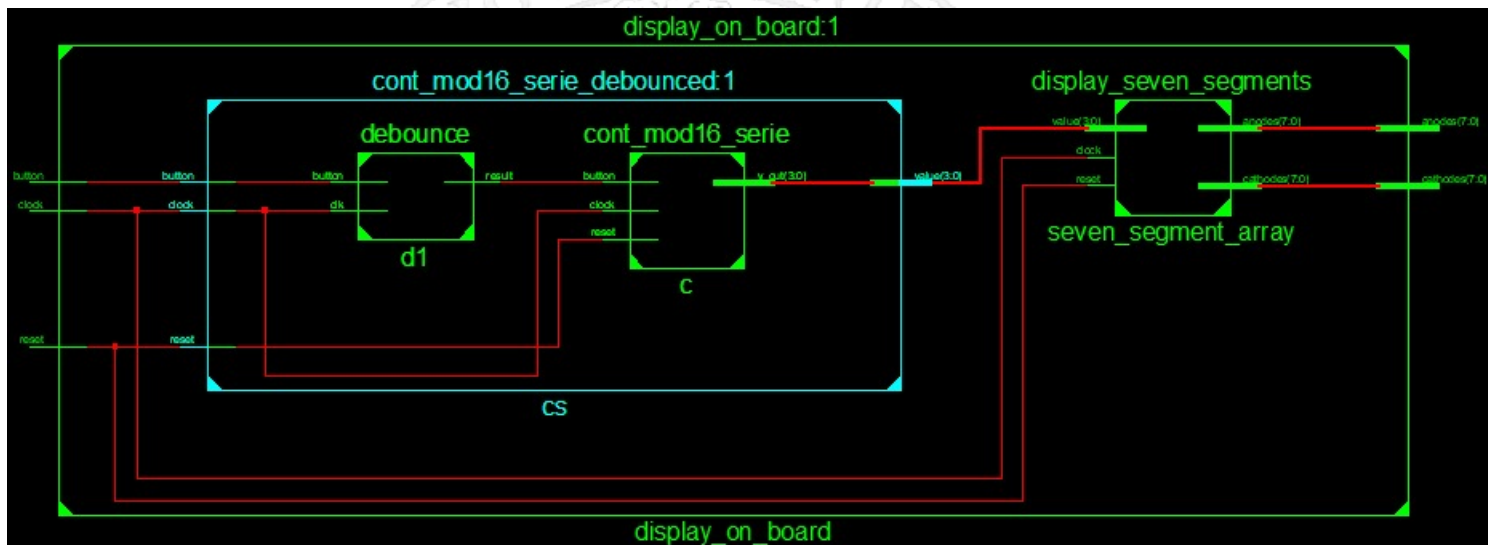 display_on_board:1
cont_mod16_serie_debounced:1
display_seven_segments
debounce
cont_mod16_serie
value(3:0)
anodes(7:0)
anodes(7:0)
clock
button
button
button
result
button
v_out(3:0)
value(3:0)
reset
cathodes(7:0)
cathodes(7:0)
clock
clock
clk
clock
reset
seven_segment_array
d1
c
reset
reset
cs
display_on_board